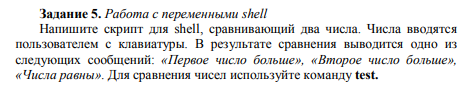 Задание 5. Работа с переменными shell
Напишите скрипт для shell, сравнивающий два числа. Числа вводятся
пользователем с клавиатуры. В результате сравнения выводится одно из
следующих сообщений: «Первое число больше», «Второе число больше»,
«Числа равны». Для сравнения чисел используйте команду test.